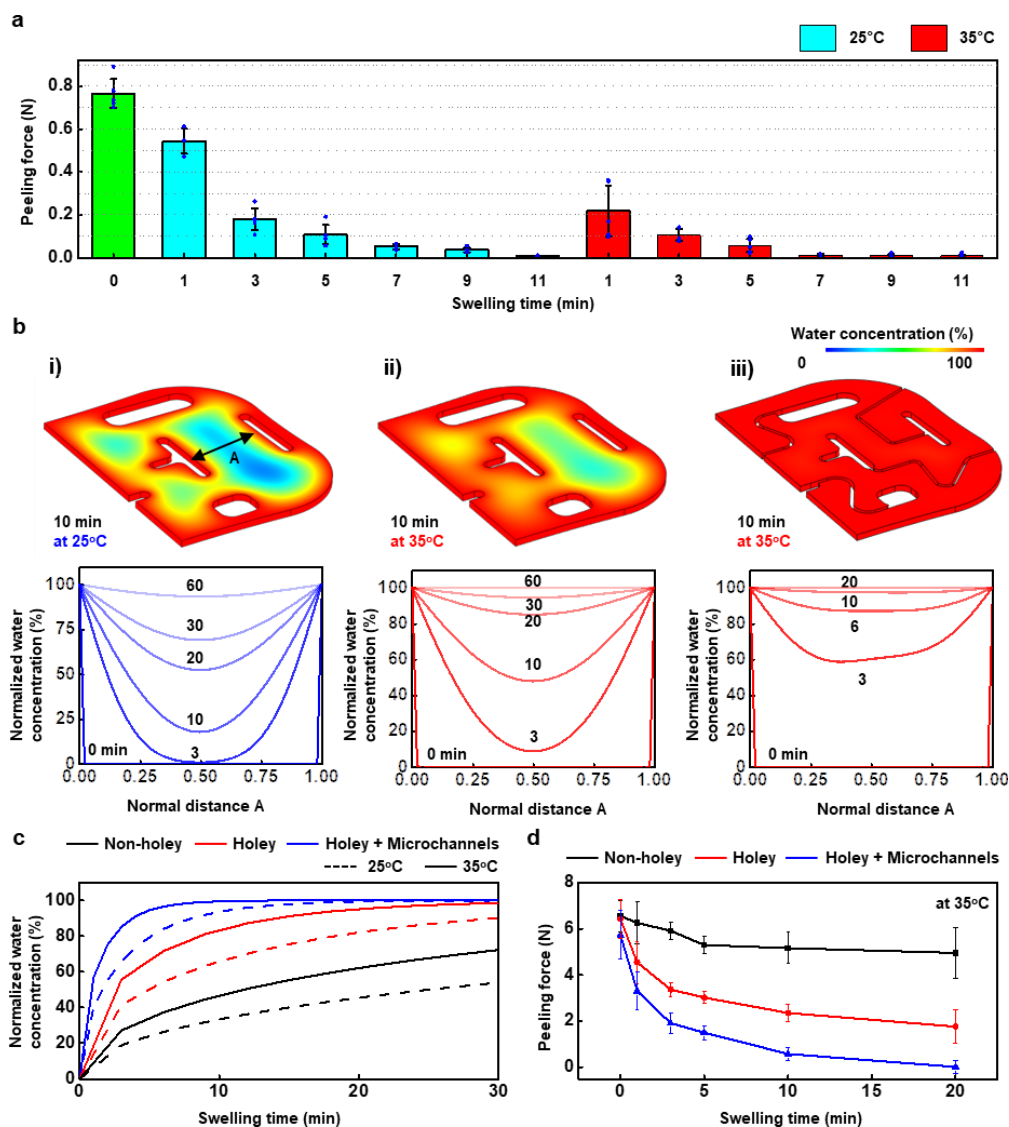 a
25°C 35°C
Peeling force (N)
0.8
0.6
0.4
0.2
0.0
0 1 3 5 7 9 11 1 3 5 7 9 11
Swelling time (min)
b
Water concentration (%)
0 100
i) ii) iii)
A
10 min
at 25°C
10 min
at 35°C
10 min
at 35°C
Normalized water
concentration (%)
100
75
50
25
0
60
30
20
10
3
0 min
0.00 0.25 0.50 0.75 1.00
Normal distance A
Normalized water
concentration (%)
100
80
60
40
20
0
60
30
20
10
3
0 min
0.00 0.25 0.50 0.75 1.00
Normal distance A
Normalized water
concentration (%)
100
80
60
40
20
0
20
10
6
3
0 min
0.00 0.25 0.50 0.75 1.00
Normal distance A
c
Non-holey Holey Holey + Microchannels
25°C 35°C
Normalized water
concentration (%)
100
80
60
40
20
0
0 10 20 30
Swelling time (min)
d
Non-holey Holey Holey + Microchannels
at 35°C
Peeling force (N)
8
6
4
2
0
0 5 10 15 20
Swelling time (min)